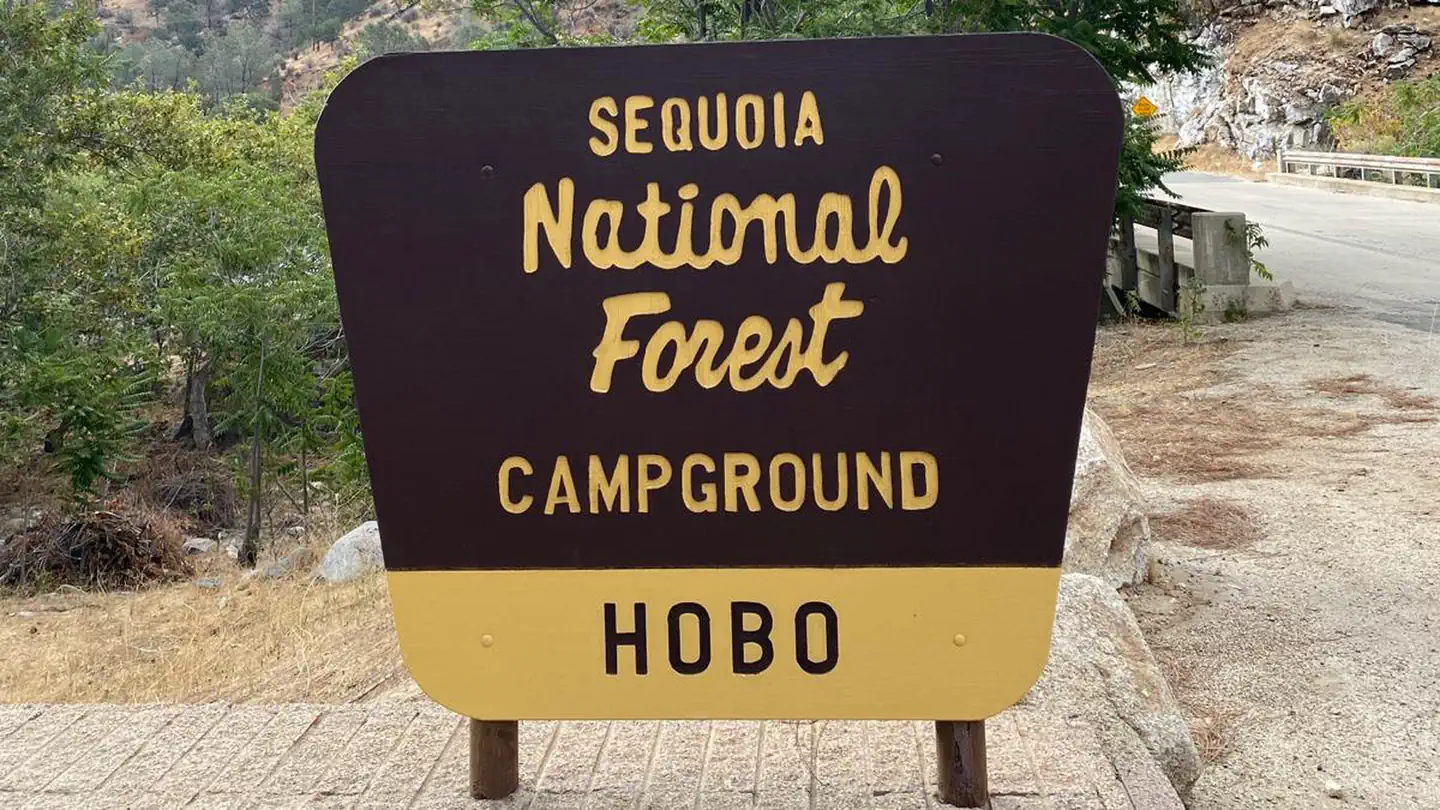 SEQUOIA
National
Forest
CAMPGROUND
HOBO